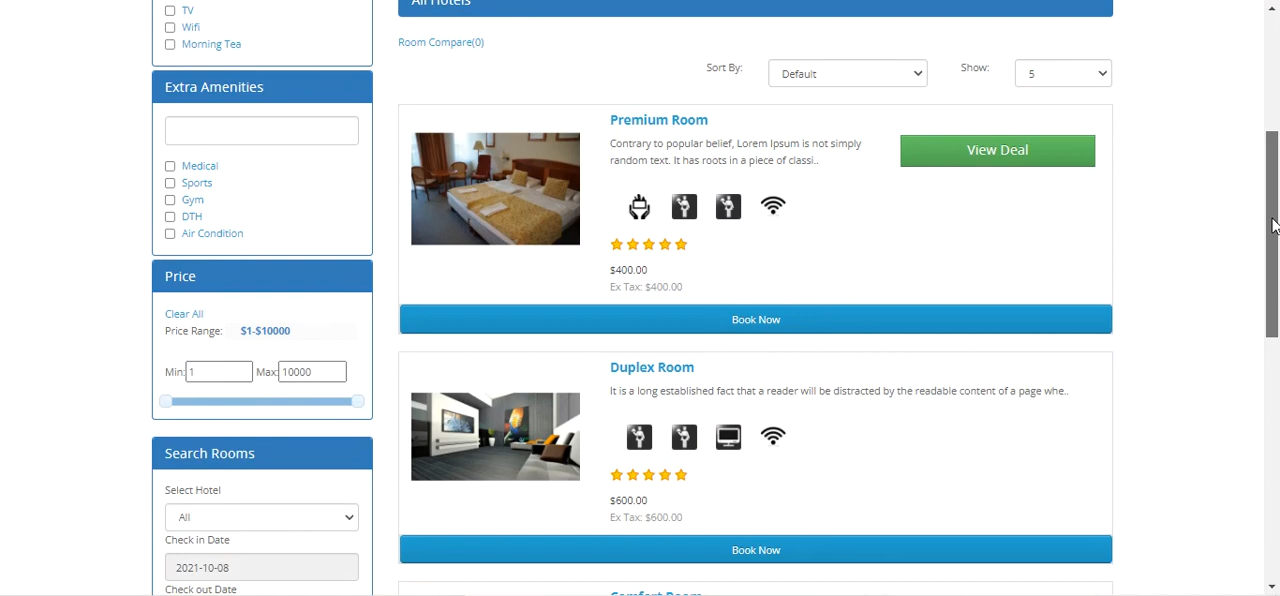 TV
Wifi
Morning Tea
Extra Amenities
Medical
Sports
Gym
DTH
Air Condition
Price
Clear All
Price Range: $1-$10000
Min: 1 Max: 10000
Search Rooms
Select Hotel
All
Check in Date
2021-10-08
Check out Date
All Hotels
Room Compare(0)
Sort By: Default Show: 5
Premium Room
Contrary to popular belief, Lorem Ipsum is not simply
random text. It has roots in a piece of classi..
View Deal
$400.00
Ex Tax: $400.00
Book Now
Duplex Room
It is a long established fact that a reader will be distracted by the readable content of a page whe..
$600.00
Ex Tax: $600.00
Book Now
Comfort Room